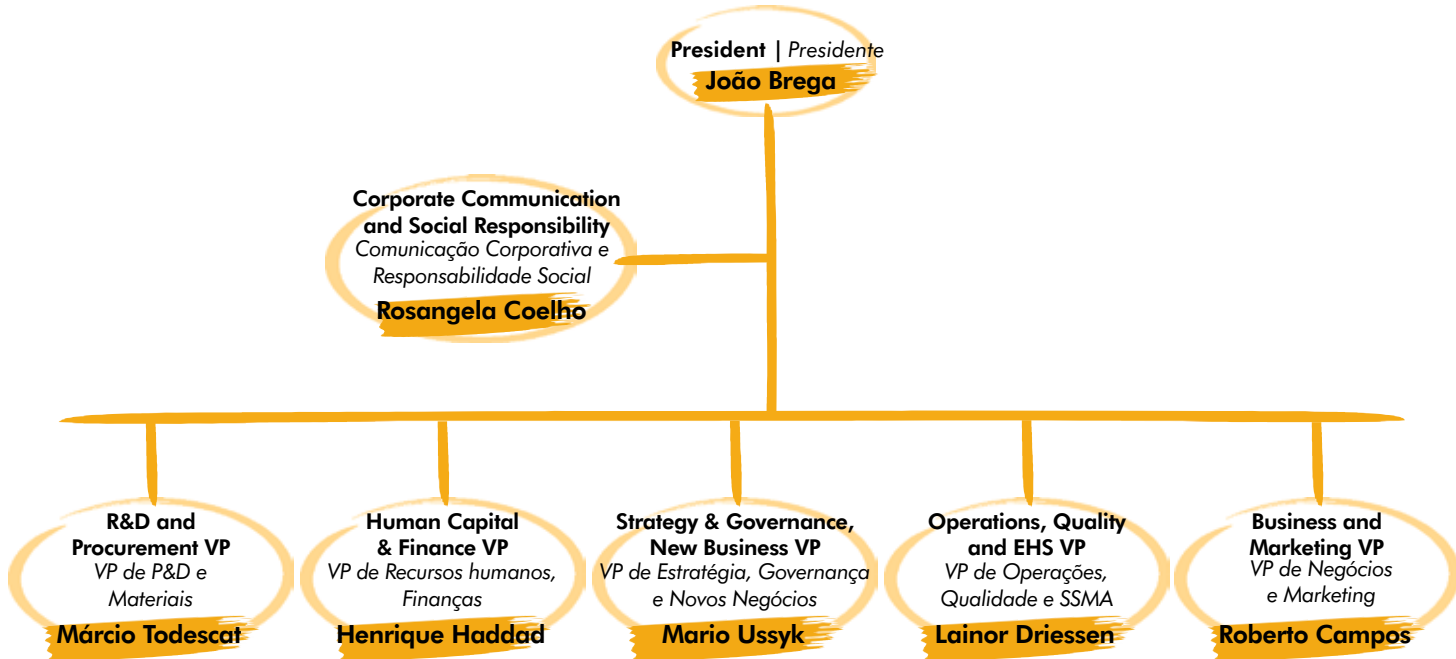 President | Presidente
João Brega
Corporate Communication
and Social Responsibility
Comunicação Corporativa e
Responsabilidade Social
Rosangela Coelho
R&D and
Procurement VP
VP de P&D e
Materiais
Márcio Todescat
Human Capital
& Finance VP
VP de Recursos humanos,
Finanças
Henrique Haddad
Strategy & Governance,
New Business VP
VP de Estratégia, Governança
e Novos Negócios
Mario Ussyk
Operations, Quality
and EHS VP
VP de Operações,
Qualidade e SSMA
Lainor Driessen
Business and
Marketing VP
VP de Negócios
e Marketing
Roberto Campos